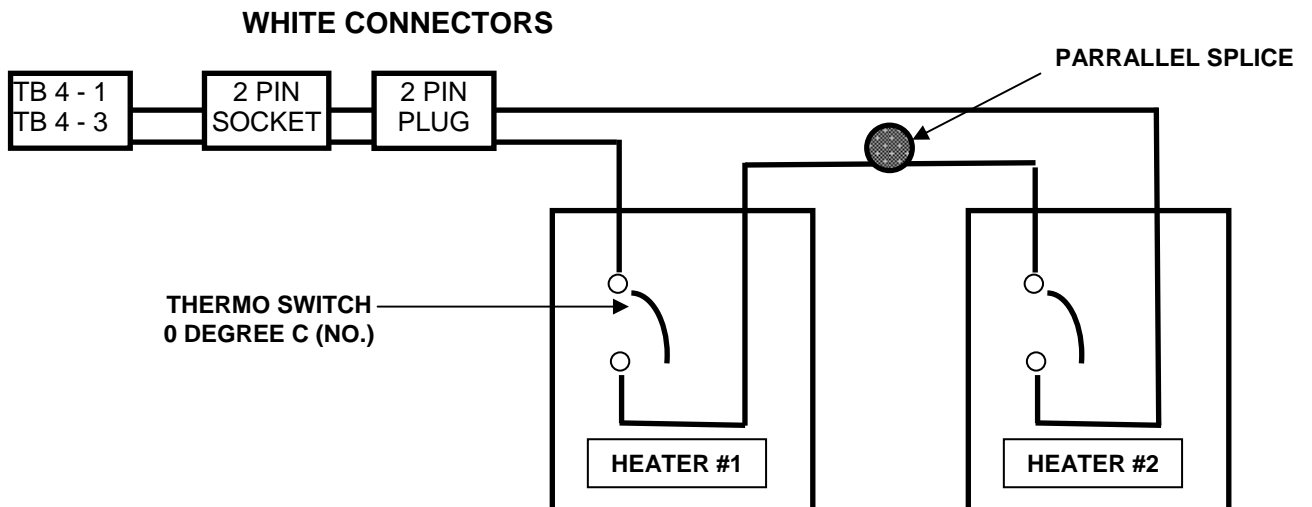 WHITE CONNECTORS
PARRALLEL SPLICE
TB 4 - 1
TB 4 - 3
2 PIN
SOCKET
2 PIN
PLUG
THERMO SWITCH
0 DEGREE C (NO.)
HEATER #1
HEATER #2